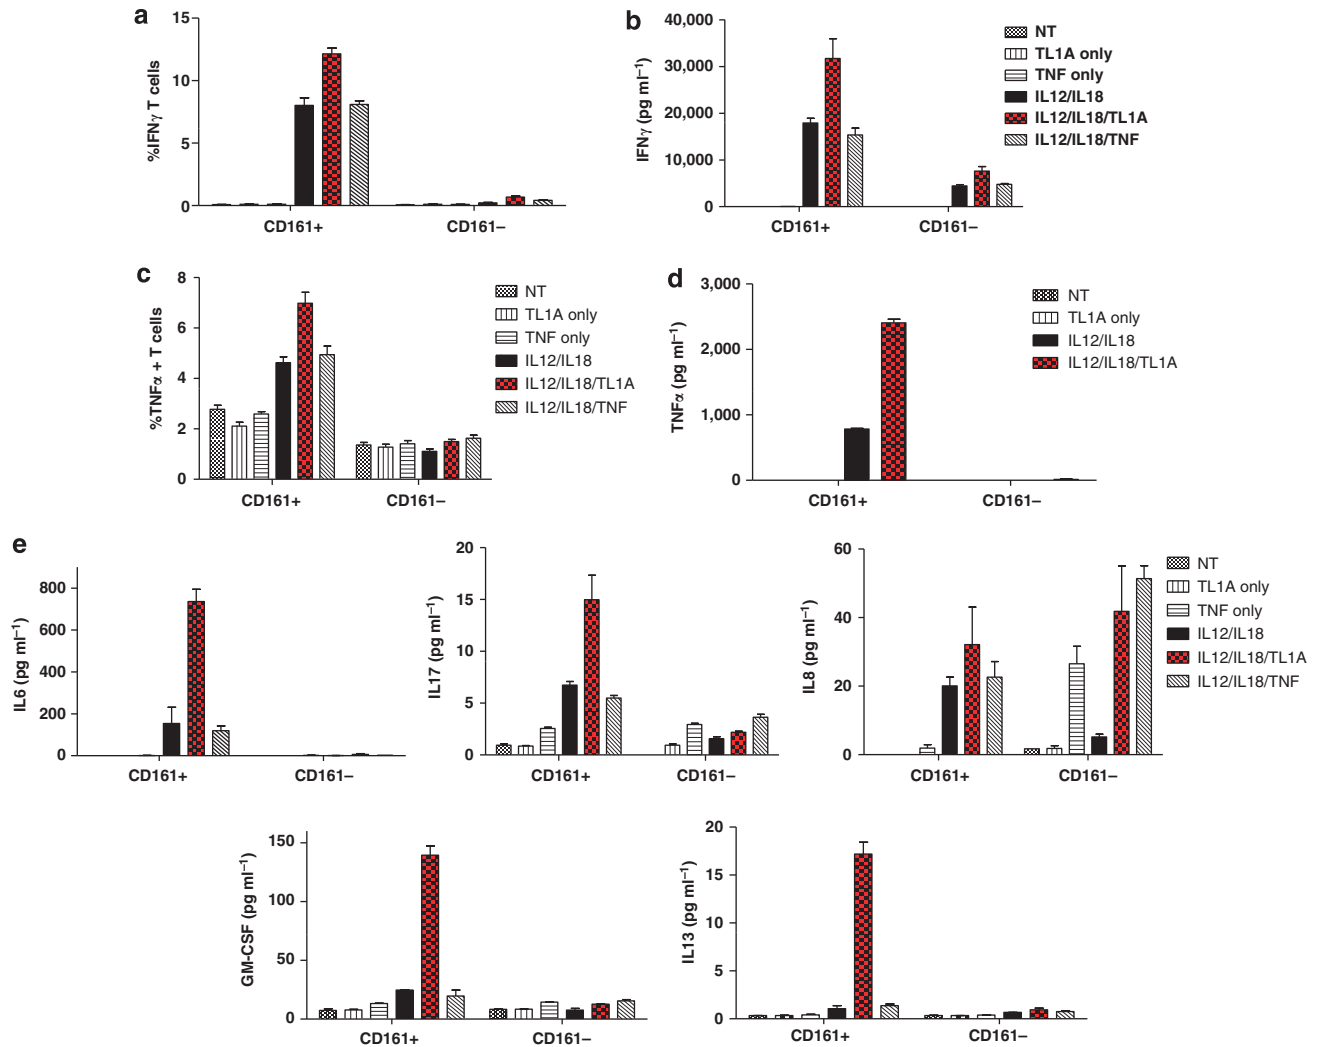 a
%IFNγ T cells
15
10
5
0
CD161+
CD161–
b
IFNγ (pg ml⁻¹)
40,000
30,000
20,000
10,000
0
CD161+
CD161–
NT
TL1A only
TNF only
IL12/IL18
IL12/IL18/TL1A
IL12/IL18/TNF
c
%TNFα + T cells
8
6
4
2
0
CD161+
CD161–
NT
TL1A only
TNF only
IL12/IL18
IL12/IL18/TL1A
IL12/IL18/TNF
d
TNFα (pg ml⁻¹)
3,000
2,000
1,000
0
CD161+
CD161–
NT
TL1A only
IL12/IL18
IL12/IL18/TL1A
e
IL6 (pg ml⁻¹)
800
600
400
200
0
CD161+
CD161–
IL17 (pg ml⁻¹)
20
15
10
5
0
CD161+
CD161–
IL8 (pg ml⁻¹)
60
40
20
0
CD161+
CD161–
NT
TL1A only
TNF only
IL12/IL18
IL12/IL18/TL1A
IL12/IL18/TNF
GM-CSF (pg ml⁻¹)
150
100
50
0
CD161+
CD161–
IL13 (pg ml⁻¹)
20
15
10
5
0
CD161+
CD161–